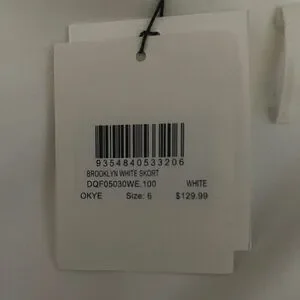 9354840533206
BROOKLYN WHITE SKORT
DQF05030WE.100 WHITE
OKYE Size: 6 $129.99